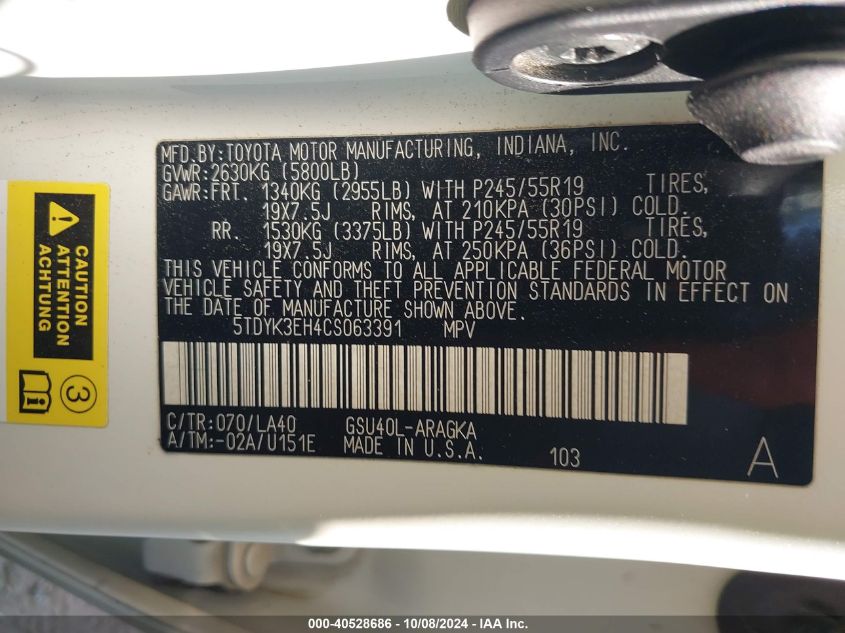 MFD.BY:TOYOTA MOTOR MANUFACTURING, INDIANA, INC.
GVWR:2630KG (5800LB)
GAWR:FRT. 1340KG (2955LB) WITH P245/55R19 TIRES,
19X7.5J RIMS, AT 210KPA (30PSI) COLD.
RR. 1530KG (3375LB) WITH P245/55R19 TIRES,
19X7.5J RIMS, AT 250KPA (36PSI) COLD.
THIS VEHICLE CONFORMS TO ALL APPLICABLE FEDERAL MOTOR
VEHICLE SAFETY AND THEFT PREVENTION STANDARDS IN EFFECT ON
THE DATE OF MANUFACTURE SHOWN ABOVE.
5TDYK3EH4CS063391 MPV
C/TR:070/LA40 GSU40L-ARAGKA
A/TM:-02A/U151E MADE IN U.S.A. 103 A
CAUTION
ATTENTION
ACHTUNG
3
000-40528686 - 10/08/2024 - IAA Inc.